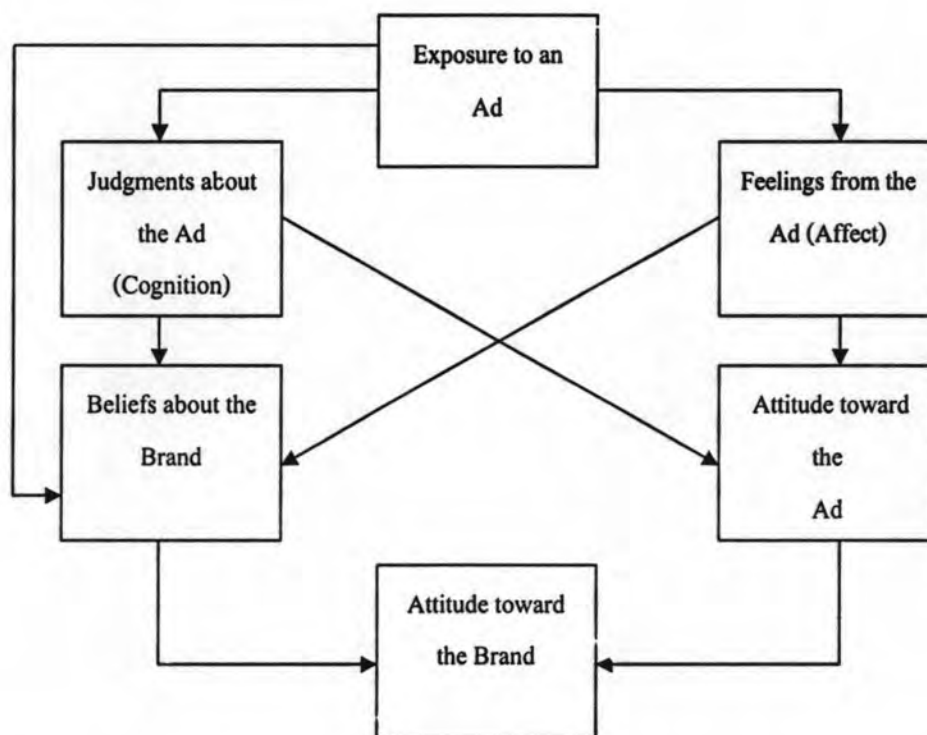 Exposure to an
Ad
Judgments about
the Ad
(Cognition)
Feelings from the
Ad (Affect)
Beliefs about the
Brand
Attitude toward
the
Ad
Attitude toward
the Brand